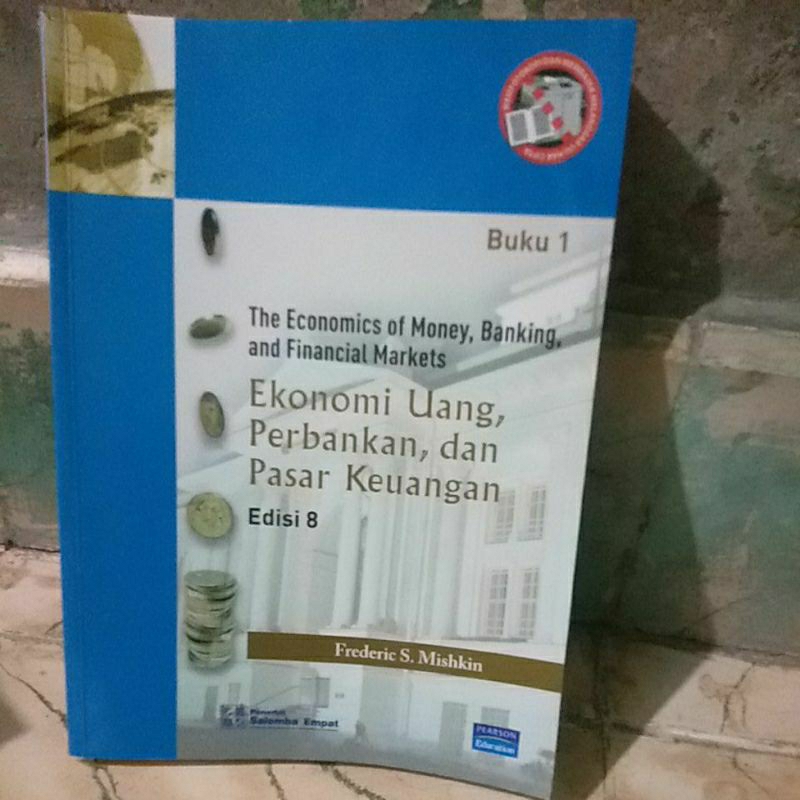 Buku 1
The Economics of Money, Banking,
and Financial Markets
Ekonomi Uang,
Perbankan, dan
Pasar Keuangan
Edisi 8
Frederic S. Mishkin
Penerbit
Salemba Empat
PEARSON
Education